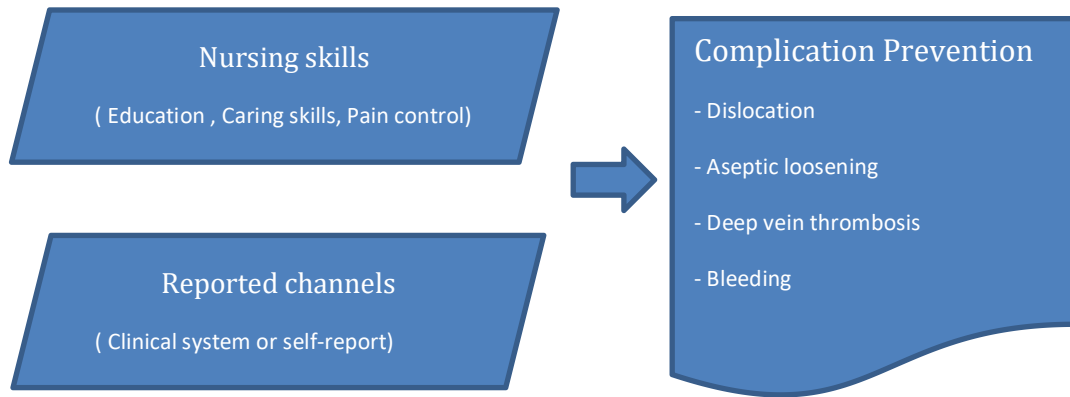 Nursing skills
( Education , Caring skills, Pain control)
Reported channels
( Clinical system or self-report)
Complication Prevention
- Dislocation
- Aseptic loosening
- Deep vein thrombosis
- Bleeding